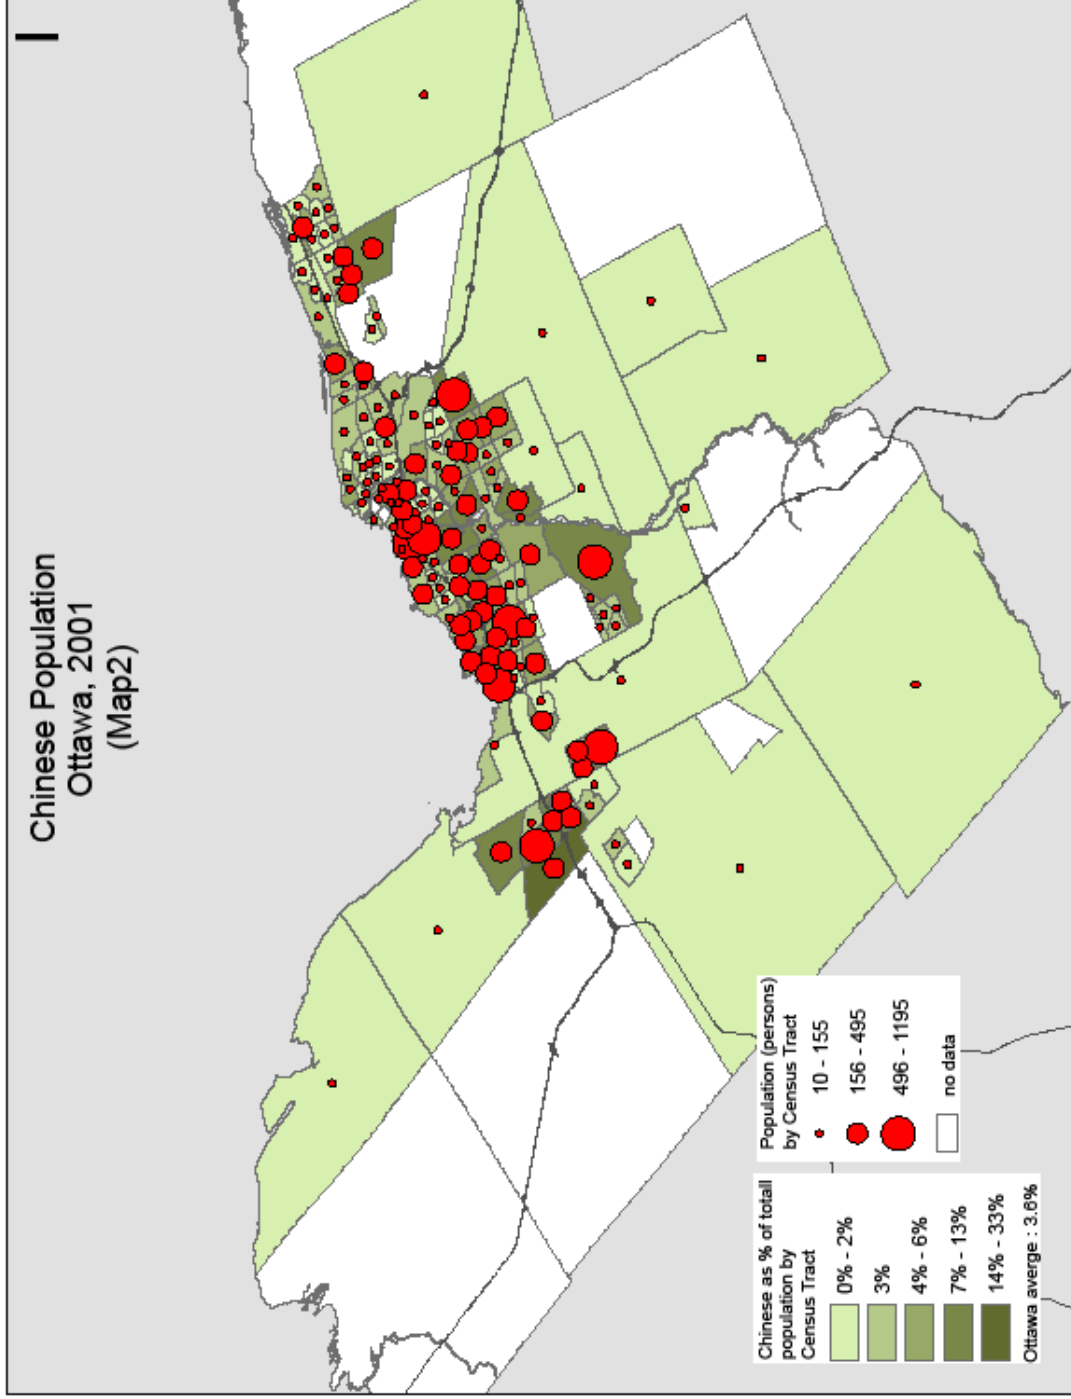 Chinese Population
Ottawa, 2001
(Map2)
Population (persons)
by Census Tract
10 - 155
156 - 495
496 - 1195
no data
Chinese as % of totall
population by
Census Tract
0% - 2%
3%
4% - 6%
7% - 13%
14% - 33%
Ottawa averge : 3.6%